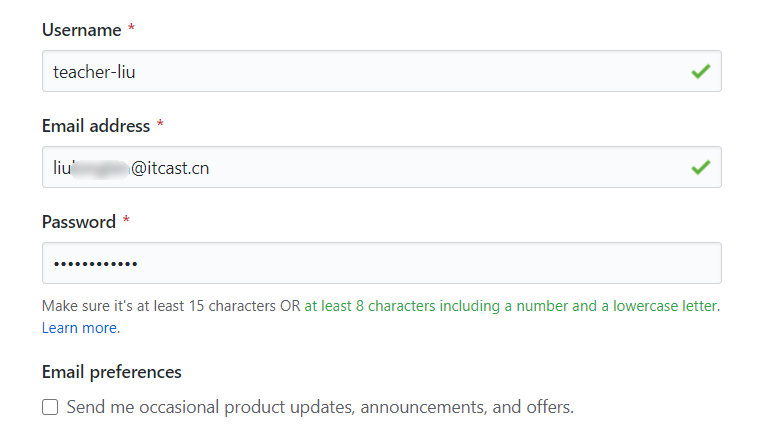 Username *
teacher-liu
Email address *
liu @itcast.cn
Password *
••••••••••••
Make sure it's at least 15 characters OR at least 8 characters including a number and a lowercase letter.
Learn more.
Email preferences
Send me occasional product updates, announcements, and offers.